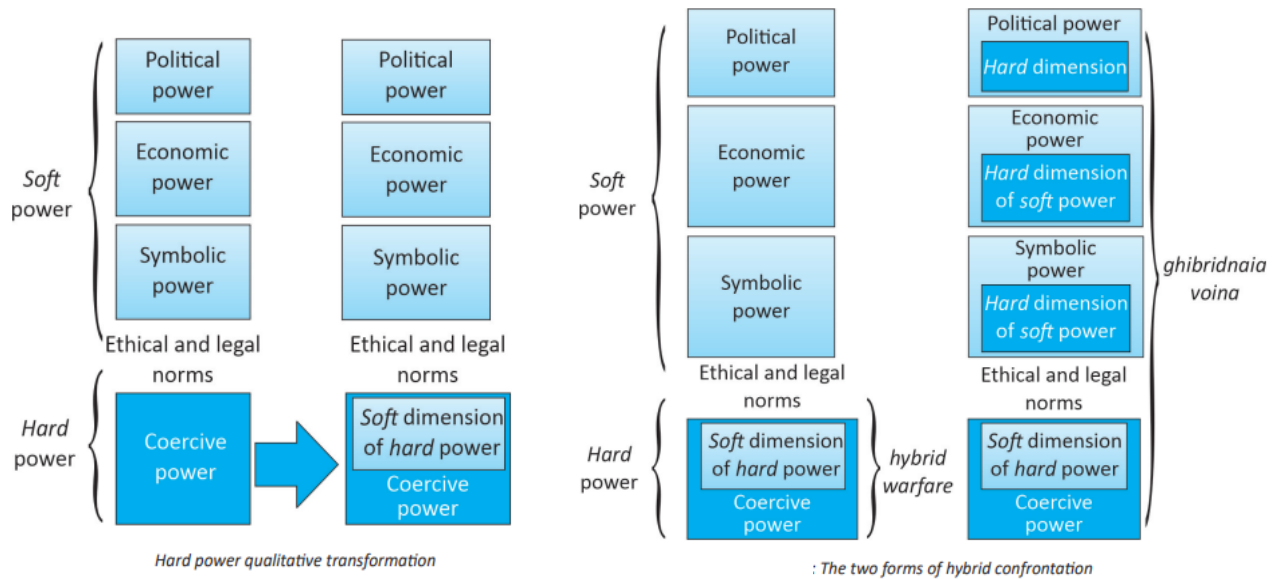 Soft
power
Political
power
Economic
power
Symbolic
power
Political
power
Economic
power
Symbolic
power
Ethical and legal
norms
Ethical and legal
norms
Hard
power
Coercive
power
Soft dimension
of hard power
Coercive
power
Hard power qualitative transformation
Soft
power
Political
power
Economic
power
Symbolic
power
Ethical and legal
norms
Hard
power
Soft dimension
of hard power
Coercive
power
hybrid
warfare
Political power
Hard dimension
Economic
power
Hard dimension
of soft power
Symbolic
power
Hard dimension
of soft power
Ethical and legal
norms
Soft dimension
of hard power
Coercive
power
ghibridnaia
voina
: The two forms of hybrid confrontation